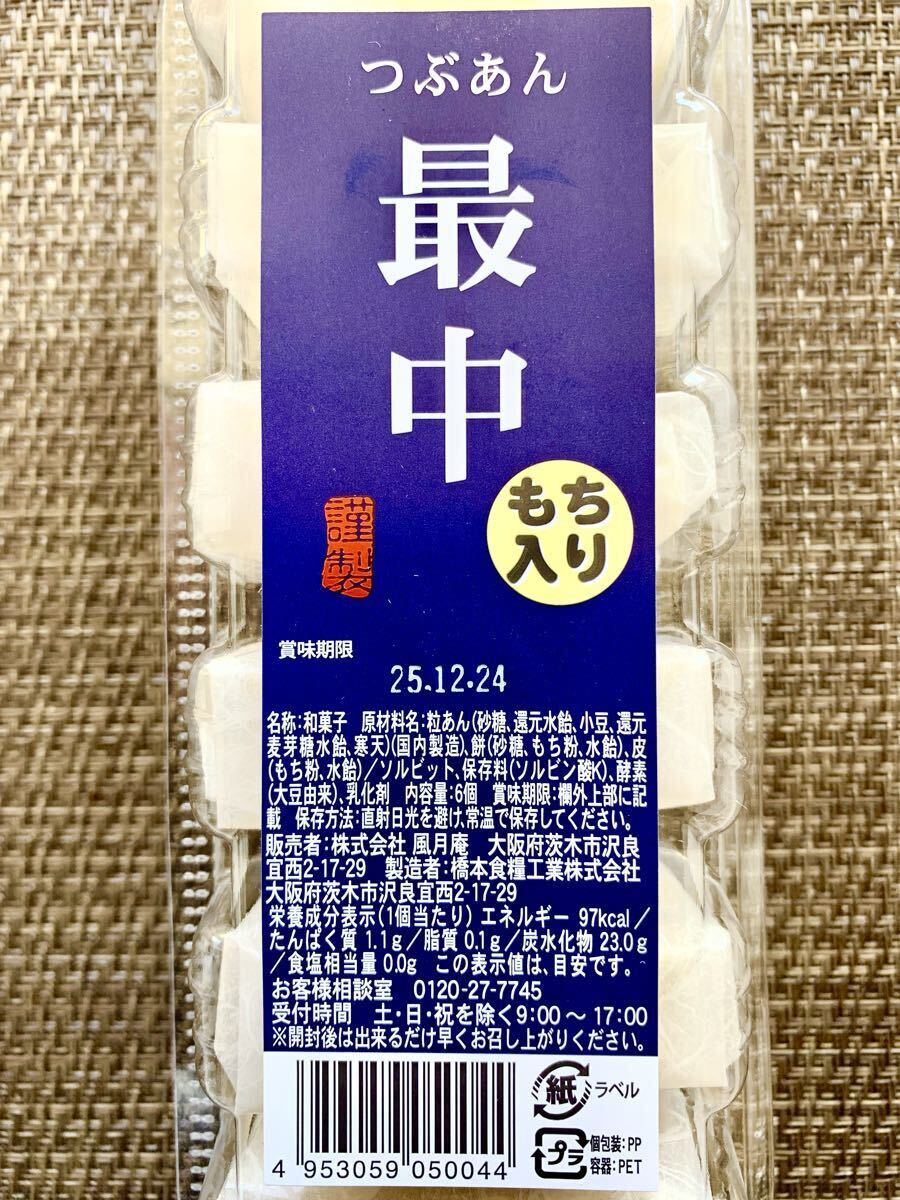 つぶあん
最
中
もち
入り
謹製
賞味期限
25.12.24
名称:和菓子　原材料名:粒あん(砂糖、還元水飴、小豆、還元
麦芽糖水飴、寒天)(国内製造)、餅(砂糖、もち粉、水飴)、皮
(もち粉、水飴)/ソルビット、保存料(ソルビン酸K)、酵素
(大豆由来)、乳化剤　内容量:6個　賞味期限:欄外上部に記
載　保存方法:直射日光を避け、常温で保存してください。
販売者:株式会社 風月庵　大阪府茨木市沢良
宜西2-17-29　製造者:橋本食糧工業株式会社
大阪府茨木市沢良宜西2-17-29
栄養成分表示(1個当たり) エネルギー 97kcal/
たんぱく質 1.1g/脂質 0.1g/炭水化物 23.0g
/食塩相当量 0.0g　この表示値は、目安です。
お客様相談室　0120-27-7745
受付時間　土・日・祝を除く9:00～17:00
※開封後は出来るだけ早くお召し上がりください。
紙 ラベル
プラ 個包装:PP
容器:PET
4 953059 050044